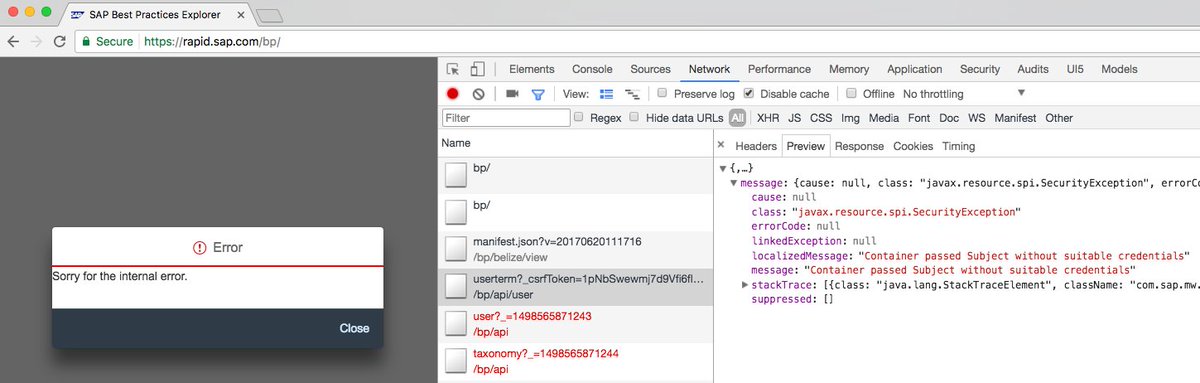 SAP Best Practices Explorer
Secure https://rapid.sap.com/bp/
Elements Console Sources Network Performance Memory Application Security Audits UI5 Models
View: Preserve log Disable cache Offline No throttling
Filter Regex Hide data URLs All XHR JS CSS Img Media Font Doc WS Manifest Other
Name
bp/
bp/
manifest.json?v=20170620111716
/bp/belize/view
userterm?_csrfToken=1pNbSwewmj7d9Vfi6fl…
/bp/api/user
user?_=1498565871243
/bp/api
taxonomy?_=1498565871244
/bp/api
Headers Preview Response Cookies Timing
{,…}
message: {cause: null, class: "javax.resource.spi.SecurityException", errorC
cause: null
class: "javax.resource.spi.SecurityException"
errorCode: null
linkedException: null
localizedMessage: "Container passed Subject without suitable credentials"
message: "Container passed Subject without suitable credentials"
stackTrace: [{class: "java.lang.StackTraceElement", className: "com.sap.mw.
suppressed: []
Error
Sorry for the internal error.
Close